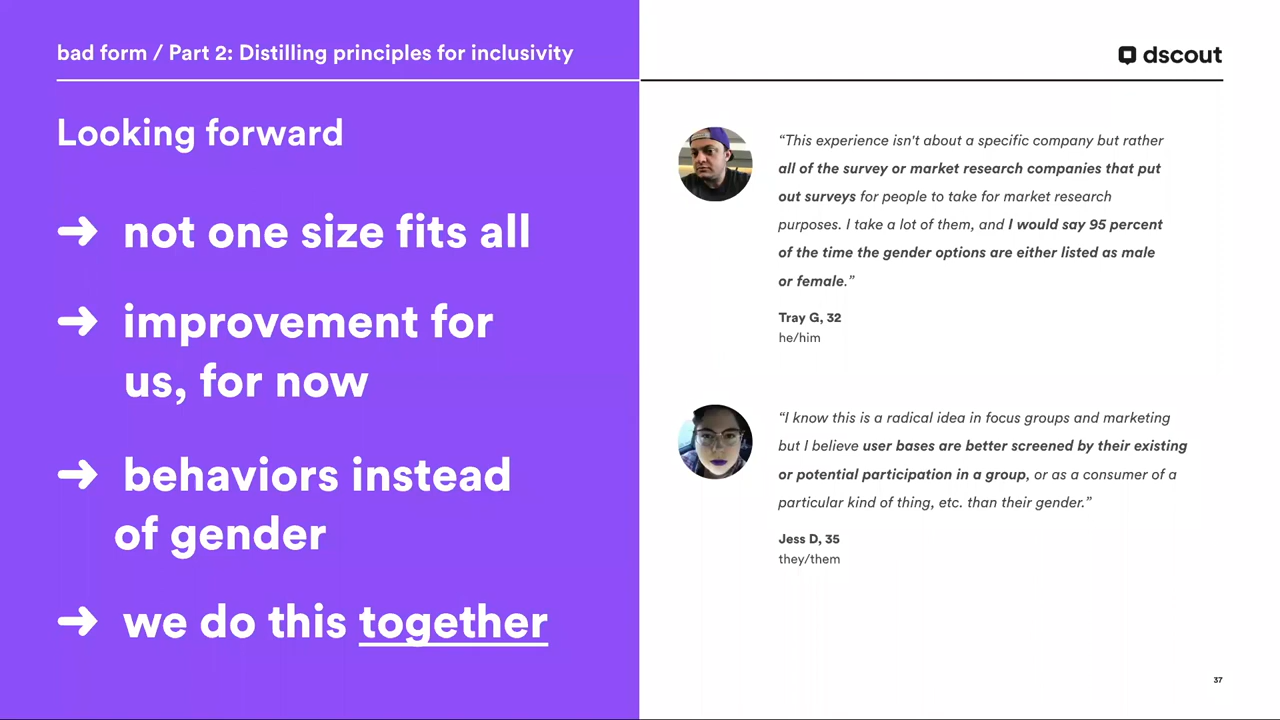 bad form / Part 2: Distilling principles for inclusivity
Looking forward
➜ not one size fits all
➜ improvement for
us, for now
➜ behaviors instead
of gender
➜ we do this together
dscout
“This experience isn't about a specific company but rather
all of the survey or market research companies that put
out surveys for people to take for market research
purposes. I take a lot of them, and I would say 95 percent
of the time the gender options are either listed as male
or female.”
Tray G, 32
he/him
“I know this is a radical idea in focus groups and marketing
but I believe user bases are better screened by their existing
or potential participation in a group, or as a consumer of a
particular kind of thing, etc. than their gender.”
Jess D, 35
they/them
37